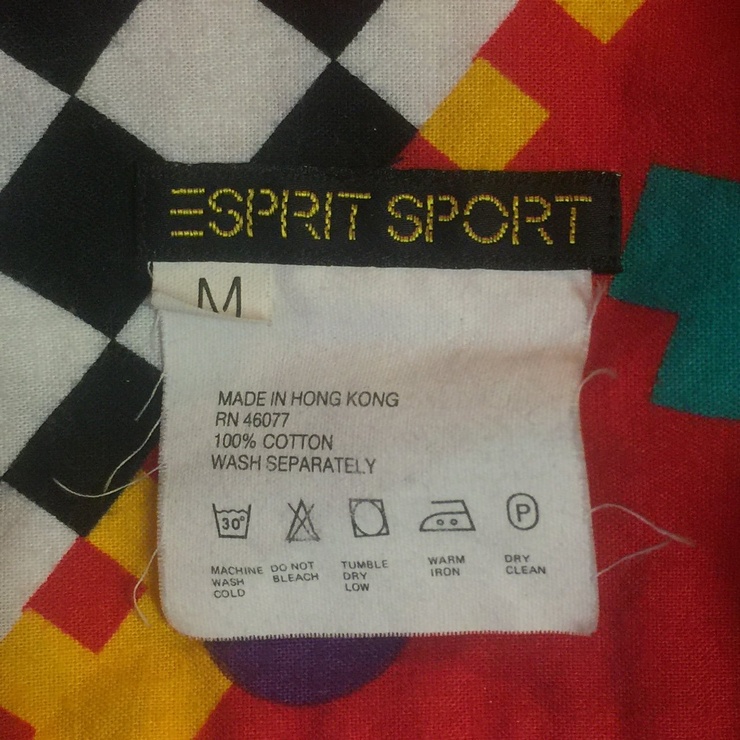 ESPRIT SPORT
M
MADE IN HONG KONG
RN 46077
100% COTTON
WASH SEPARATELY
30° P
MACHINE WASH COLD
DO NOT BLEACH
TUMBLE DRY LOW
WARM IRON
DRY CLEAN